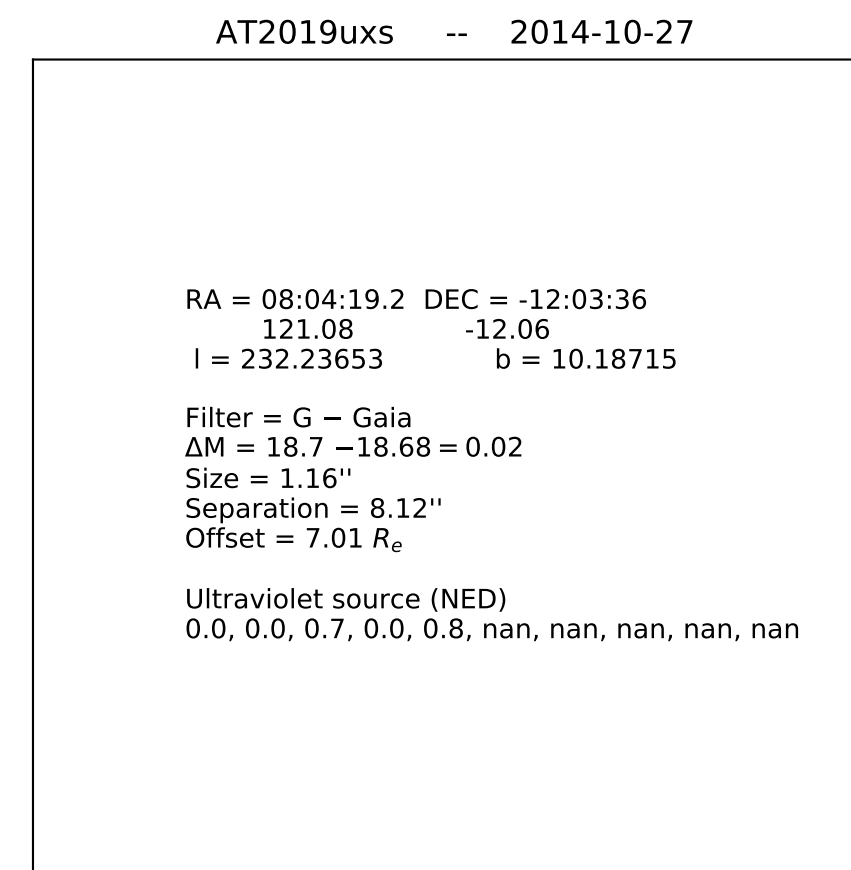 AT2019uxs -- 2014-10-27
RA = 08:04:19.2 DEC = -12:03:36
121.08 -12.06
l = 232.23653 b = 10.18715
Filter = G − Gaia
ΔM = 18.7 −18.68 = 0.02
Size = 1.16''
Separation = 8.12''
Offset = 7.01 Rₑ
Ultraviolet source (NED)
0.0, 0.0, 0.7, 0.0, 0.8, nan, nan, nan, nan, nan